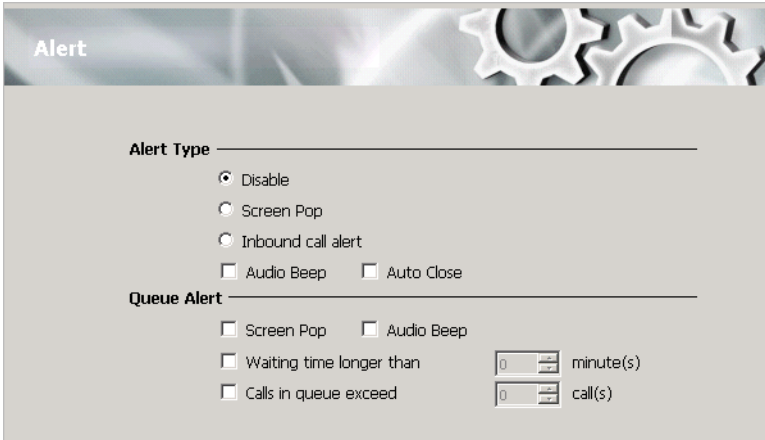 Alert
Alert Type
Disable
Screen Pop
Inbound call alert
Audio Beep Auto Close
Queue Alert
Screen Pop Audio Beep
Waiting time longer than 0 minute(s)
Calls in queue exceed 0 call(s)